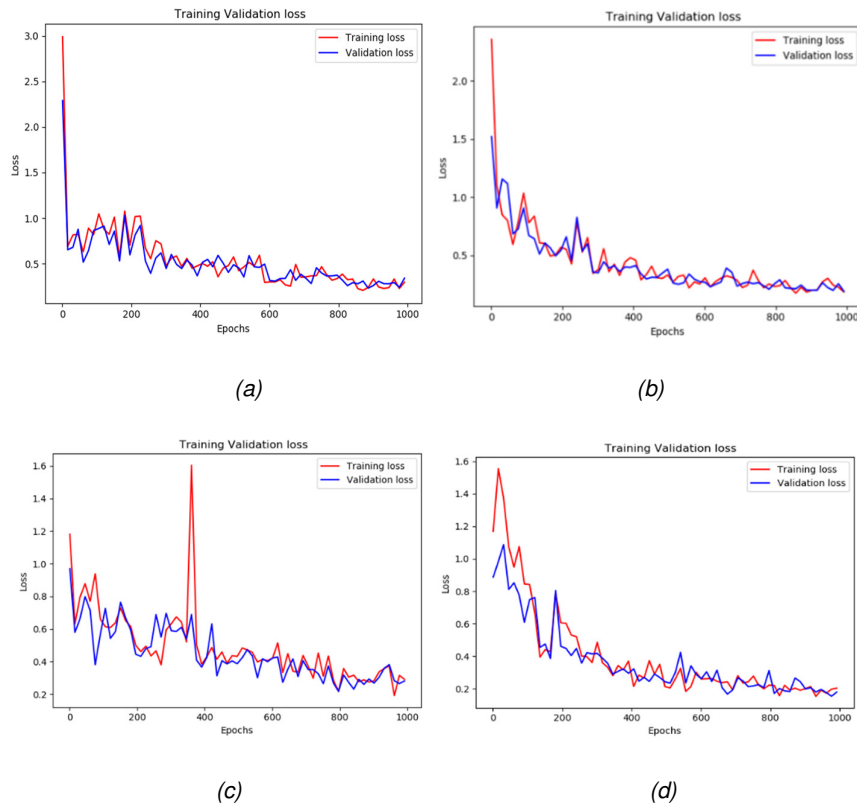 Training Validation loss
3.0
2.5
2.0
1.5
1.0
0.5
Loss
Training loss
Validation loss
0 200 400 600 800 1000
Epochs
(a)
Training Validation loss
2.0
1.5
1.0
0.5
Loss
Training loss
Validation loss
0 200 400 600 800 1000
Epochs
(b)
Training Validation loss
1.6
1.4
1.2
1.0
0.8
0.6
0.4
0.2
Loss
Training loss
Validation loss
0 200 400 600 800 1000
Epochs
(c)
Training Validation loss
1.6
1.4
1.2
1.0
0.8
0.6
0.4
0.2
Loss
Training loss
Validation loss
0 200 400 600 800 1000
Epochs
(d)